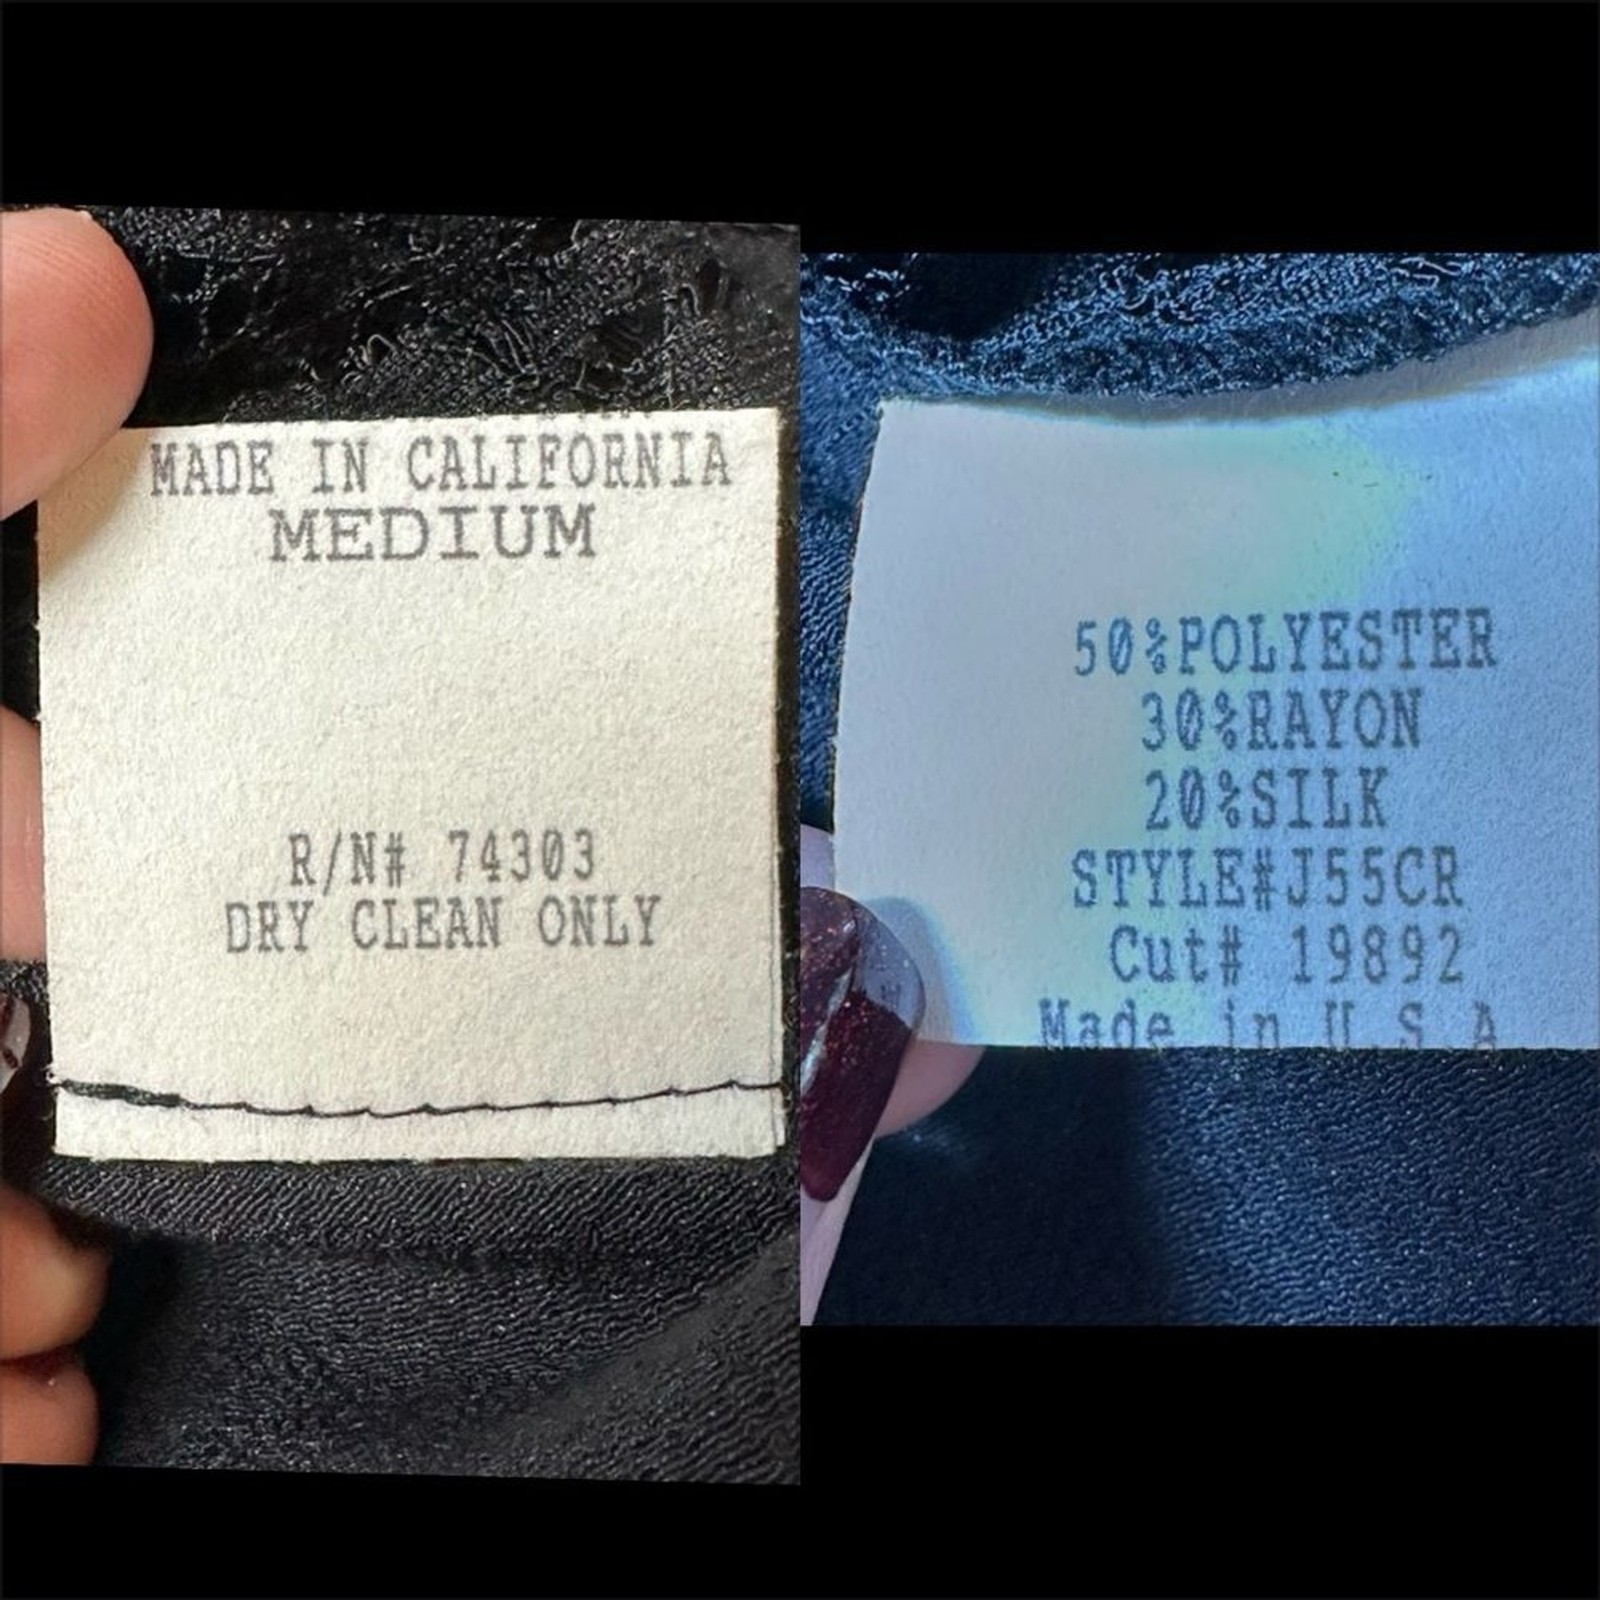 MADE IN CALIFORNIA
MEDIUM
R/N# 74303
DRY CLEAN ONLY
50%POLYESTER
30%RAYON
20%SILK
STYLE#J55CR
Cut# 19892
Made in U.S.A